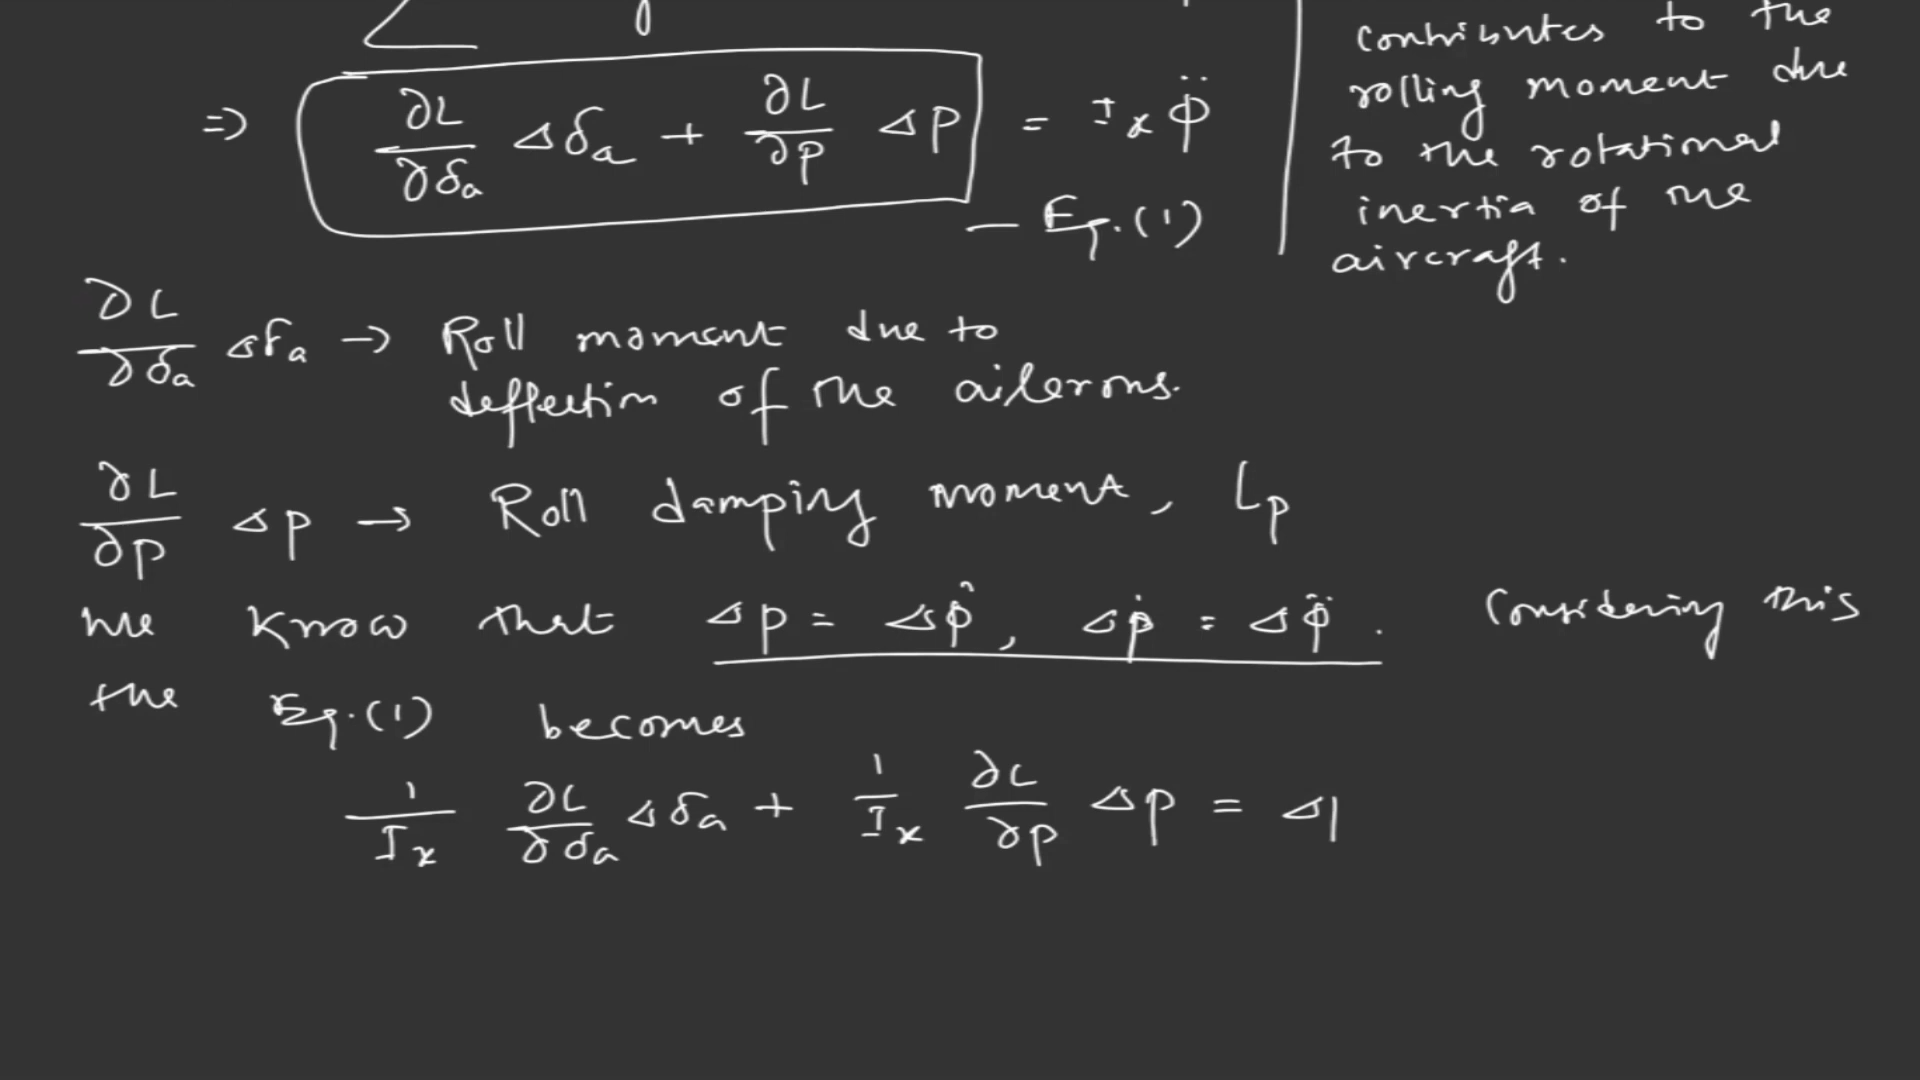 => ∂L/∂δₐ Δδₐ + ∂L/∂p Δp = Iₓ φ̈
— Eq.(1)
contributes to the
rolling moment due
to the rotational
inertia of the
aircraft.
∂L/∂δₐ Δδₐ → Roll moment due to
deflection of the ailerons.
∂L/∂p Δp → Roll damping moment, Lp
We know that Δp = Δφ̇, Δṗ = Δφ̈. Considering this
the Eq.(1) becomes
1/Iₓ ∂L/∂δₐ Δδₐ + 1/Iₓ ∂L/∂p Δp = Δ